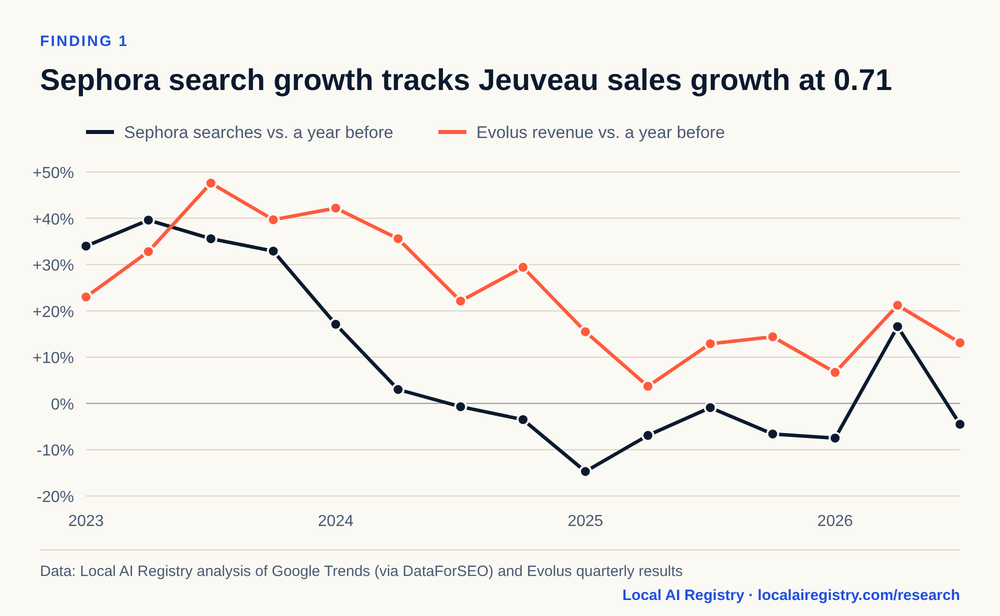 FINDING 1
Sephora search growth tracks Jeuveau sales growth at 0.71
Sephora searches vs. a year before
Evolus revenue vs. a year before
+50%
+40%
+30%
+20%
+10%
0%
-10%
-20%
2023
2024
2025
2026
Data: Local AI Registry analysis of Google Trends (via DataForSEO) and Evolus quarterly results
Local AI Registry · localairegistry.com/research